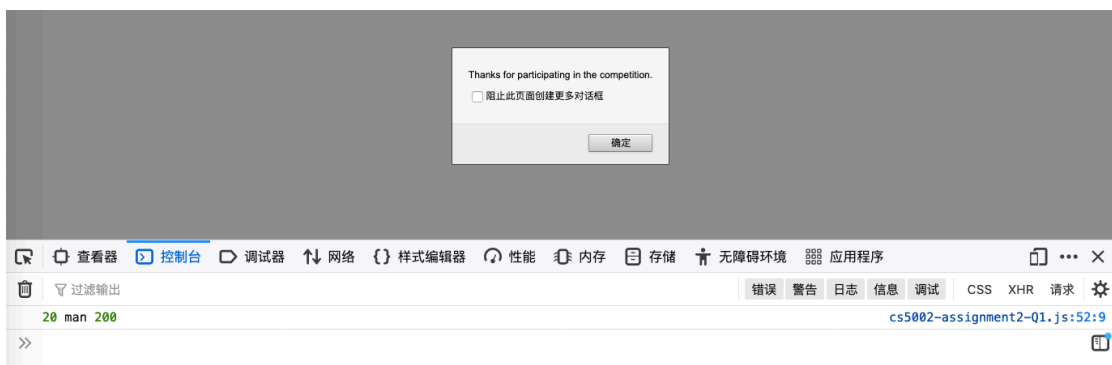 Thanks for participating in the competition.
阻止此页面创建更多对话框
确定
查看器 控制台 调试器 网络 {} 样式编辑器 性能 内存 存储 无障碍环境 应用程序
过滤输出 错误 警告 日志 信息 调试 CSS XHR 请求
20 man 200 cs5002-assignment2-Q1.js:52:9